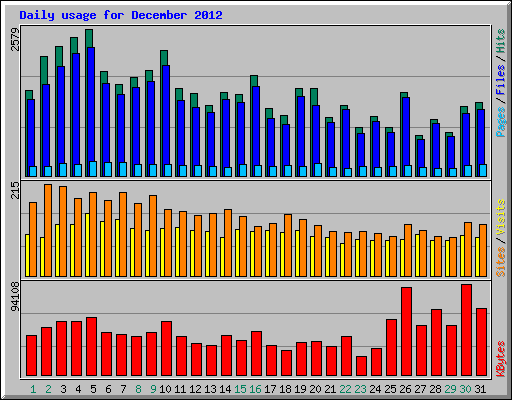 Daily usage for December 2012
2579
Pages / Files / Hits
215
Sites / Visits
94108
KBytes
1 2 3 4 5 6 7 8 9 10 11 12 13 14 15 16 17 18 19 20 21 22 23 24 25 26 27 28 29 30 31